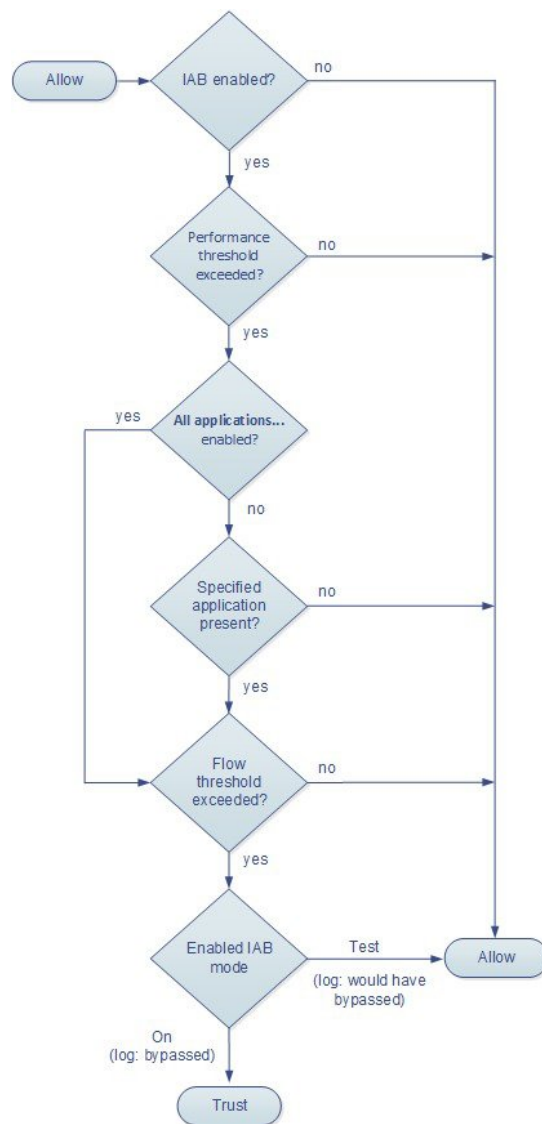 Allow
IAB enabled?
no
yes
Performance
threshold
exceeded?
no
yes
All applications...
enabled?
yes
no
Specified
application
present?
no
yes
Flow
threshold
exceeded?
no
yes
Enabled IAB
mode
Test
(log: would have
bypassed)
Allow
On
(log: bypassed)
Trust